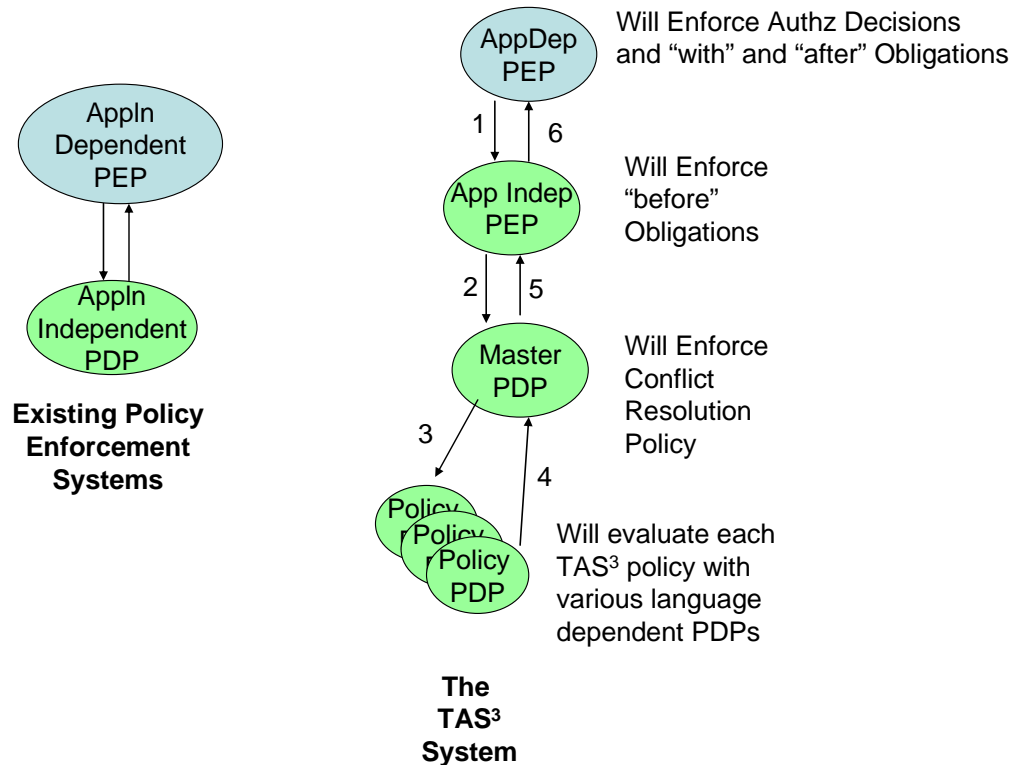 Appln
Dependent
PEP
Appln
Independent
PDP
Existing Policy
Enforcement
Systems
AppDep
PEP
Will Enforce Authz Decisions
and “with” and “after” Obligations
1
6
App Indep
PEP
Will Enforce
“before”
Obligations
2
5
Master
PDP
Will Enforce
Conflict
Resolution
Policy
3
4
Policy
Policy
Policy
PDP
Will evaluate each
TAS³ policy with
various language
dependent PDPs
The
TAS³
System